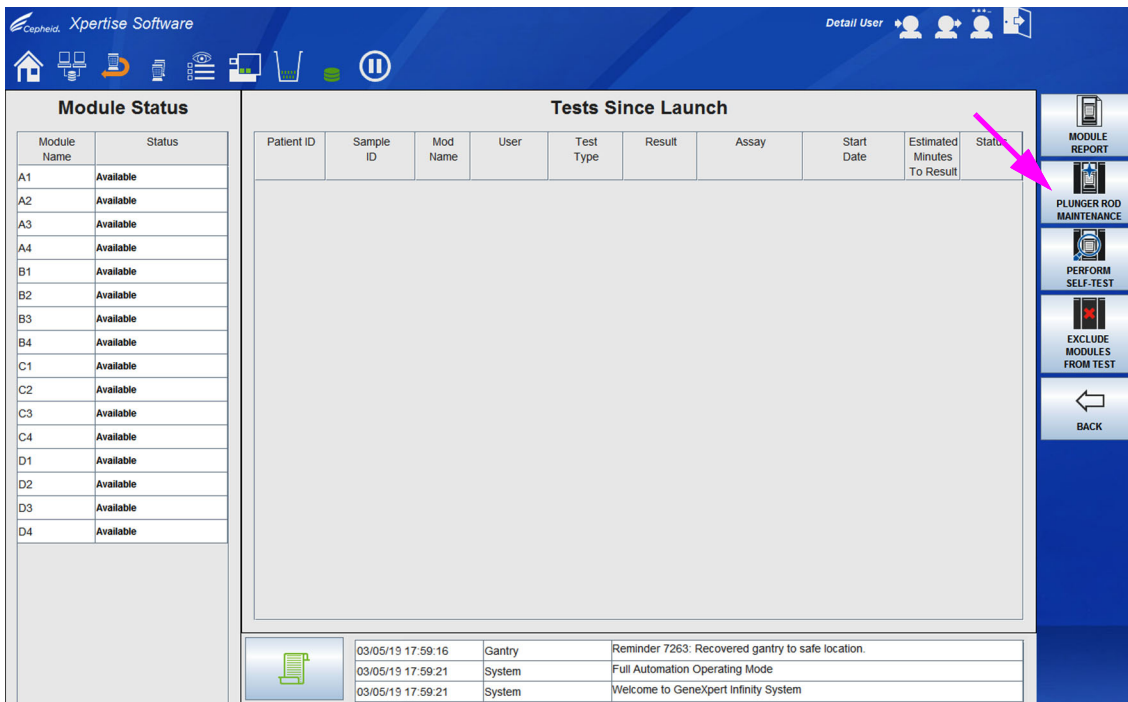 Cepheid. Xpertise Software
Detail User
Module Status
Tests Since Launch
Module Name Status
Patient ID Sample ID Mod Name User Test Type Result Assay Start Date Estimated Minutes To Result Status
A1 Available
A2 Available
A3 Available
A4 Available
B1 Available
B2 Available
B3 Available
B4 Available
C1 Available
C2 Available
C3 Available
C4 Available
D1 Available
D2 Available
D3 Available
D4 Available
03/05/19 17:59:16 Gantry Reminder 7263: Recovered gantry to safe location.
03/05/19 17:59:21 System Full Automation Operating Mode
03/05/19 17:59:21 System Welcome to GeneXpert Infinity System
MODULE
REPORT
PLUNGER ROD
MAINTENANCE
PERFORM
SELF-TEST
EXCLUDE
MODULES
FROM TEST
BACK